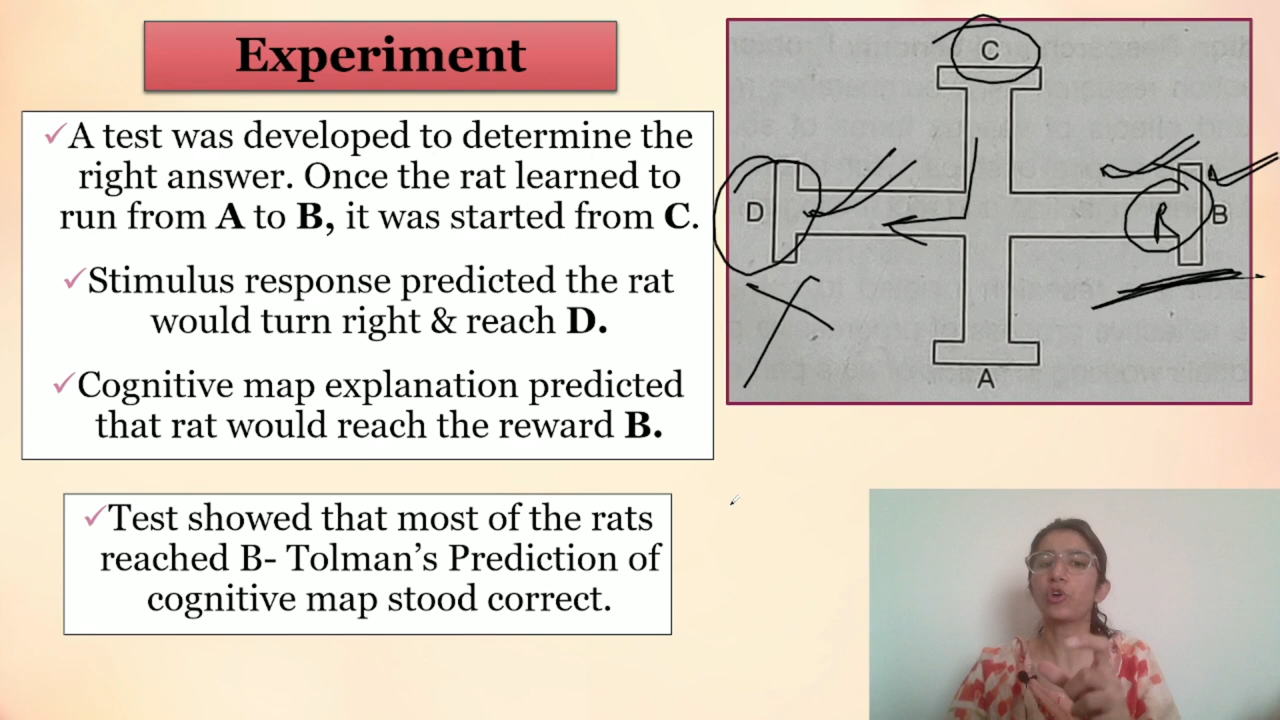 Experiment
✓A test was developed to determine the
right answer. Once the rat learned to
run from A to B, it was started from C.
✓Stimulus response predicted the rat
would turn right & reach D.
✓Cognitive map explanation predicted
that rat would reach the reward B.
✓Test showed that most of the rats
reached B- Tolman's Prediction of
cognitive map stood correct.
C
D
R
B
A